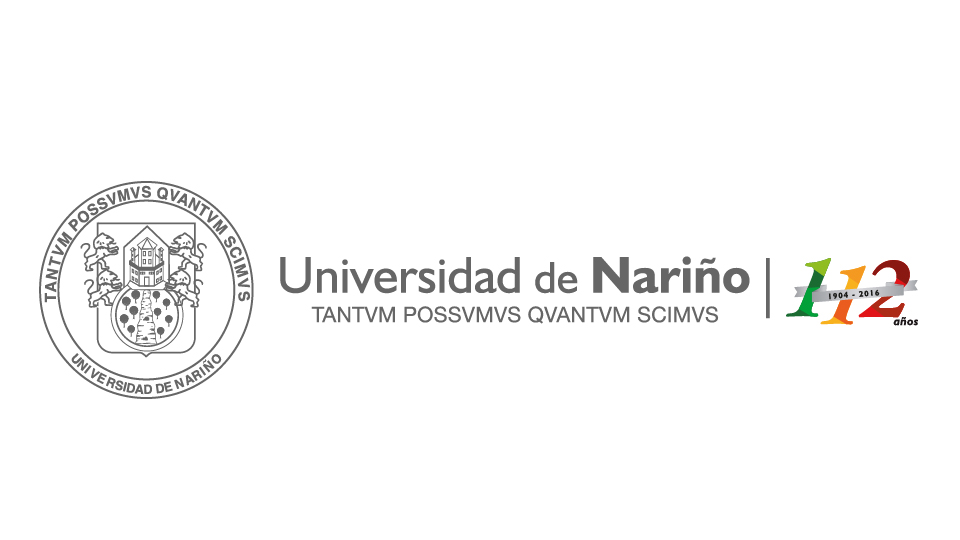 TANTVM POSSVMVS QVANTVM SCIMVS
UNIVERSIDAD DE NARIÑO
Universidad de Nariño
TANTVM POSSVMVS QVANTVM SCIMVS
112
1904 - 2016
años